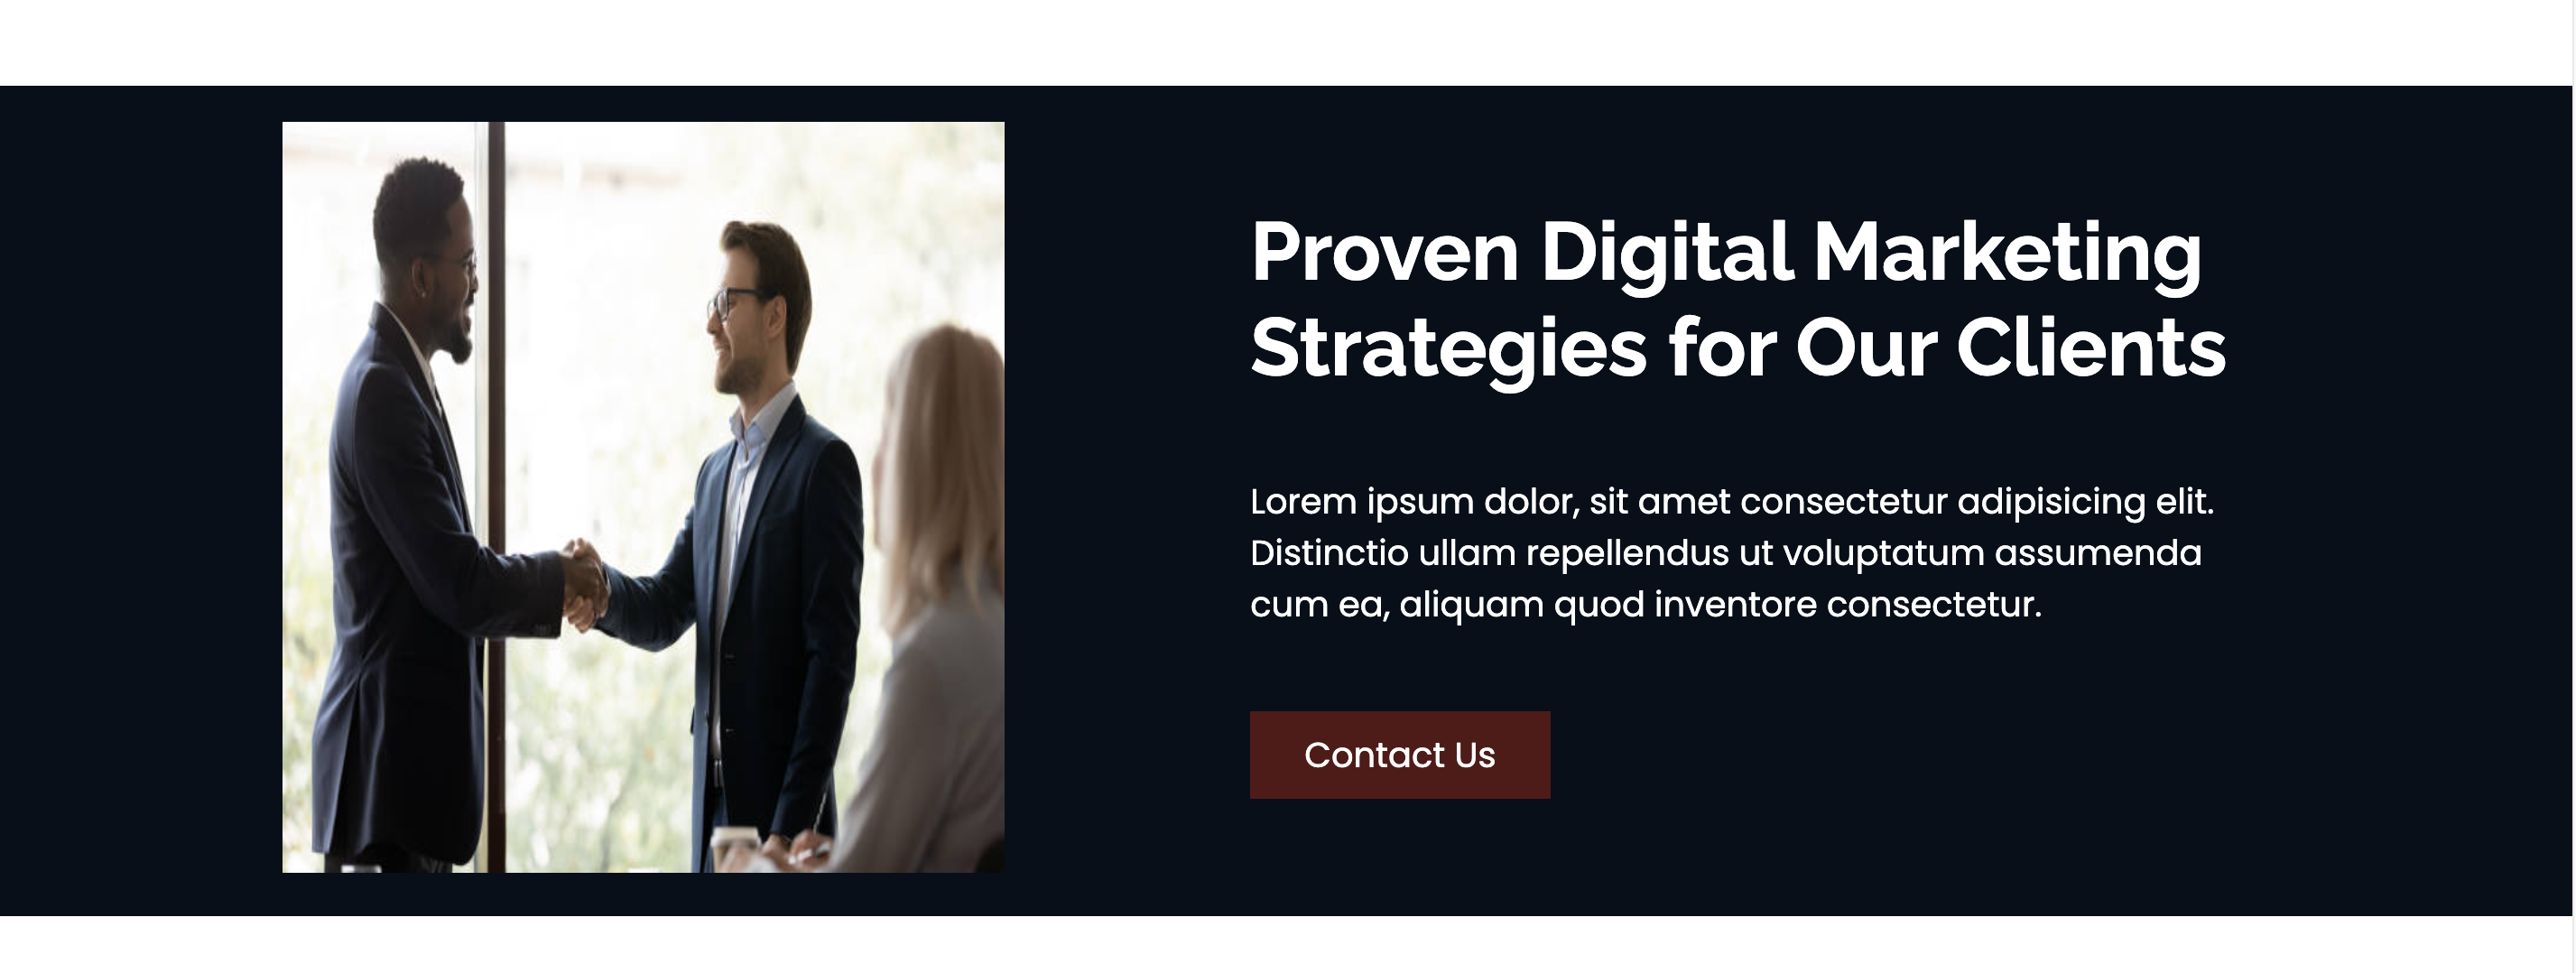 Proven Digital Marketing
Strategies for Our Clients
Lorem ipsum dolor, sit amet consectetur adipisicing elit.
Distinctio ullam repellendus ut voluptatum assumenda
cum ea, aliquam quod inventore consectetur.
Contact Us